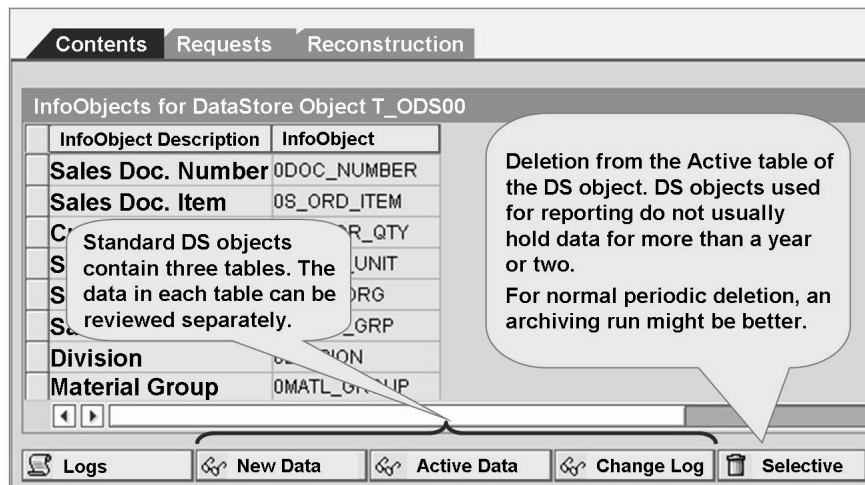 Contents Requests Reconstruction
InfoObjects for DataStore Object T_ODS00
InfoObject Description InfoObject
Sales Doc. Number 0DOC_NUMBER
Sales Doc. Item 0S_ORD_ITEM
Standard DS objects
contain three tables. The
data in each table can be
reviewed separately.
Division
Material Group
Deletion from the Active table of
the DS object. DS objects used
for reporting do not usually
hold data for more than a year
or two.
For normal periodic deletion, an
archiving run might be better.
Logs New Data Active Data Change Log Selective